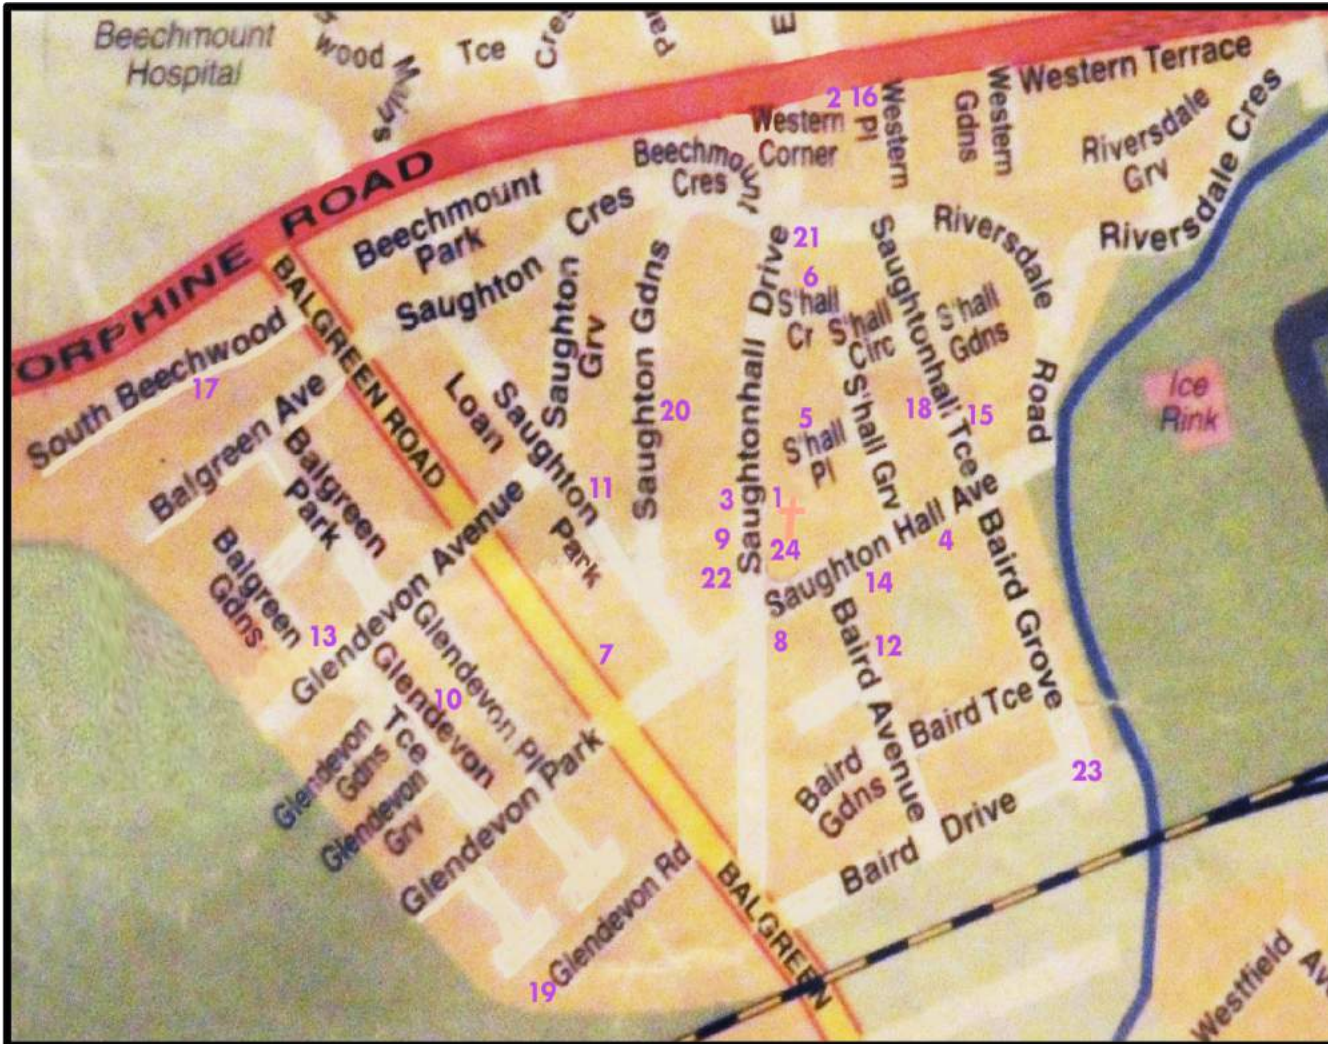 Beechmount
Hospital
wood
Mains
Tce
Cres
Pa
E
ORPHINE ROAD
Western Terrace
2
16
Western
Corner
Western
Pl
Western
Gdns
Riversdale
Grv
Riversdale Cres
Beechmount
Cres
Beechmount
Park
Saughton
Cres
Riversdale
Road
21
6
S'hall
Cr
S'hall
Circ
S'hall
Gdns
Saughtonhall Tce
Saughtonhall Drive
Saughton Gdns
Saughton
Grv
BALGREEN ROAD
South Beechwood
17
Balgreen Ave
Balgreen
Park
Loan
Saughton
Park
20
5
S'hall
Pl
S'hall Grv
18
15
Ice
Rink
11
3
1
9
24
22
Saughton Hall Ave
4
14
Balgreen
Gdns
13
Glendevon Avenue
Glendevon Pl
Glendevon
Tce
10
7
8
12
Baird Avenue
Baird Grove
Baird Tce
Baird
Gdns
23
Baird Drive
Glendevon
Gdns
Glendevon
Grv
Glendevon Park
Glendevon Rd
19
BALGREEN
Westfield
Av